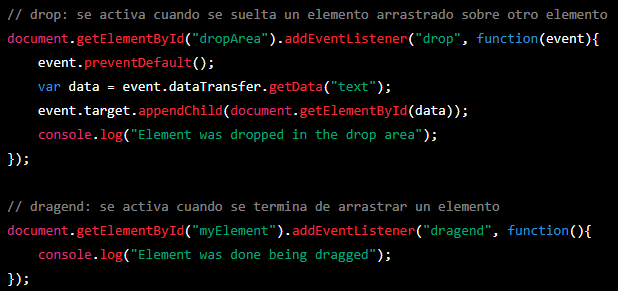 // drop: se activa cuando se suelta un elemento arrastrado sobre otro elemento
document.getElementById("dropArea").addEventListener("drop", function(event){
    event.preventDefault();
    var data = event.dataTransfer.getData("text");
    event.target.appendChild(document.getElementById(data));
    console.log("Element was dropped in the drop area");
});
// dragend: se activa cuando se termina de arrastrar un elemento
document.getElementById("myElement").addEventListener("dragend", function(){
    console.log("Element was done being dragged");
});